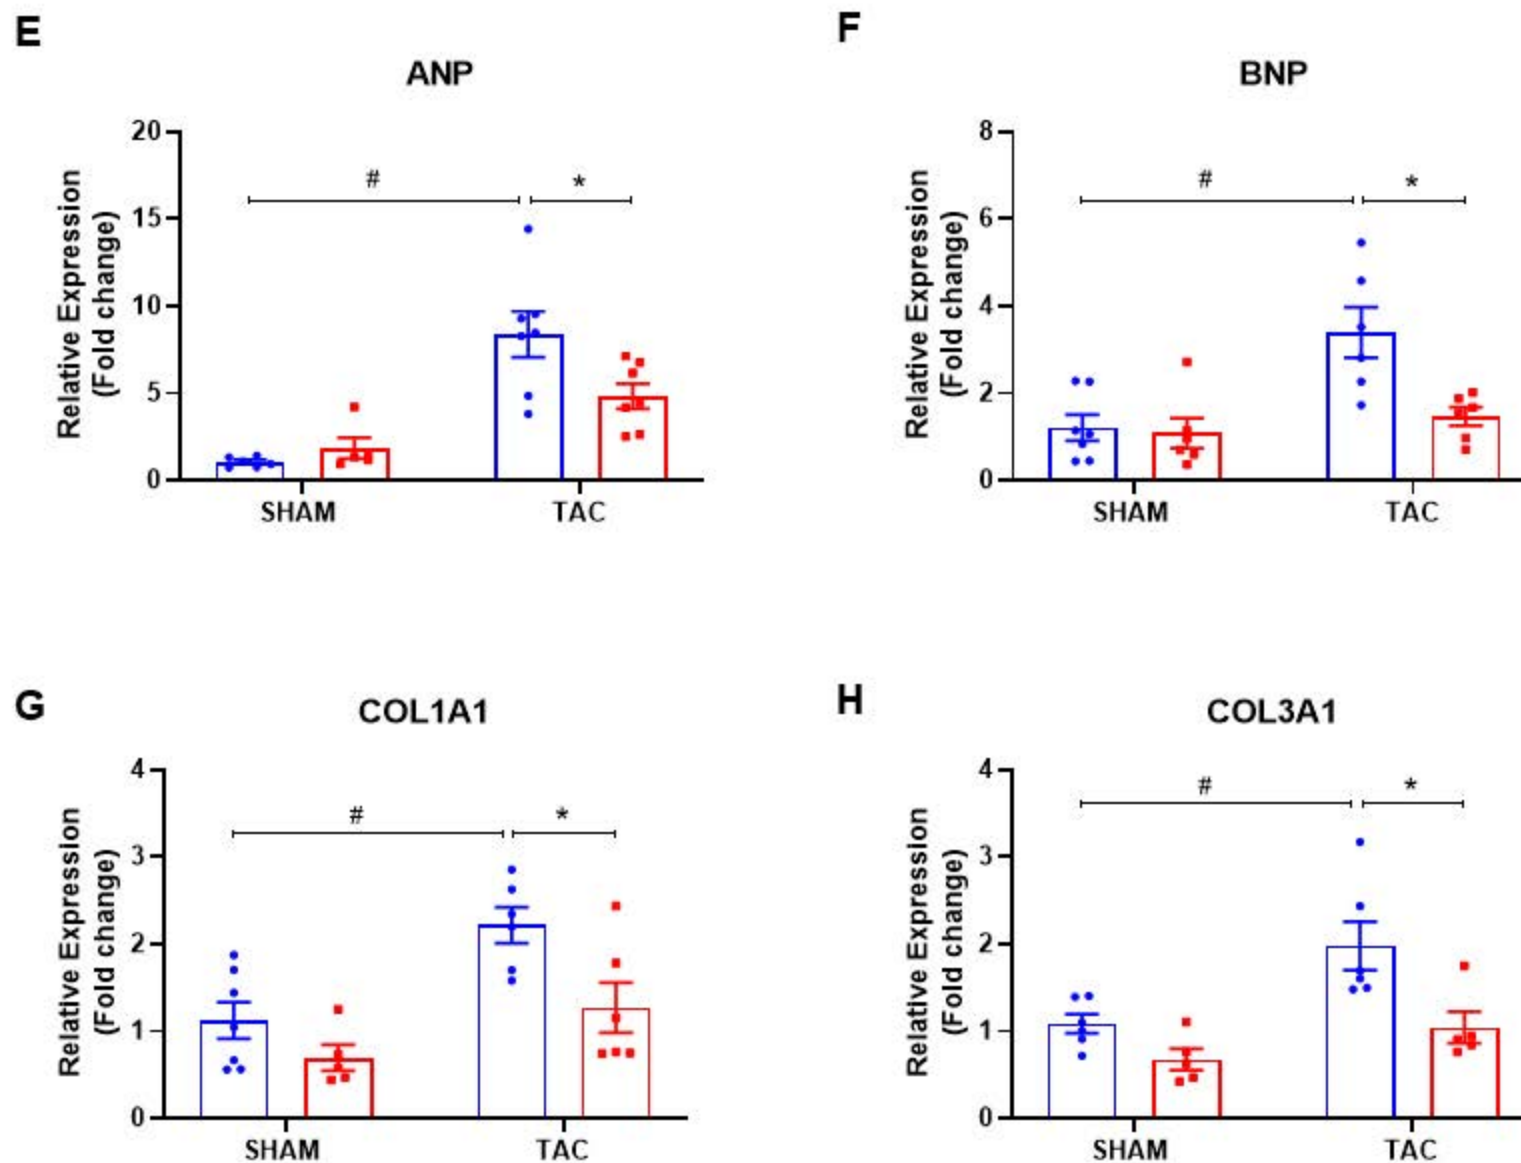 E
ANP
Relative Expression
(Fold change)
20
15
10
5
0
#
*
SHAM
TAC
F
BNP
Relative Expression
(Fold change)
8
6
4
2
0
#
*
SHAM
TAC
G
COL1A1
Relative Expression
(Fold change)
4
3
2
1
0
#
*
SHAM
TAC
H
COL3A1
Relative Expression
(Fold change)
4
3
2
1
0
#
*
SHAM
TAC